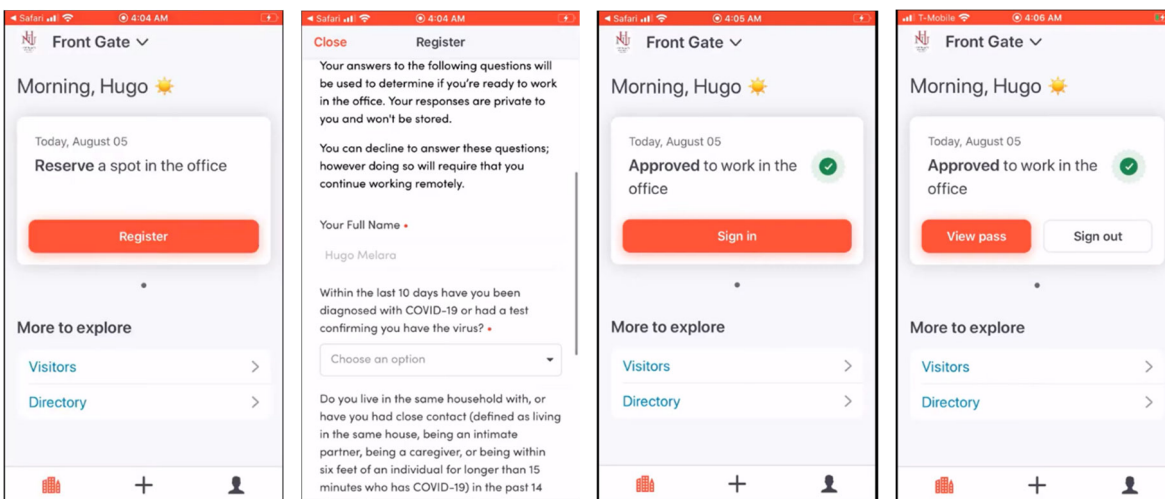 Safari
4:04 AM
Front Gate
Morning, Hugo
Today, August 05
Reserve a spot in the office
Register
More to explore
Visitors
Directory
Safari
4:04 AM
Close
Register
Your answers to the following questions will
be used to determine if you're ready to work
in the office. Your responses are private to
you and won't be stored.
You can decline to answer these questions;
however doing so will require that you
continue working remotely.
Your Full Name •
Hugo Melara
Within the last 10 days have you been
diagnosed with COVID-19 or had a test
confirming you have the virus? •
Choose an option
Do you live in the same household with, or
have you had close contact (defined as living
in the same house, being an intimate
partner, being a caregiver, or being within
six feet of an individual for longer than 15
minutes who has COVID-19) in the past 14
Safari
4:05 AM
Front Gate
Morning, Hugo
Today, August 05
Approved to work in the
office
Sign in
More to explore
Visitors
Directory
T-Mobile
4:06 AM
Front Gate
Morning, Hugo
Today, August 05
Approved to work in the
office
View pass
Sign out
More to explore
Visitors
Directory